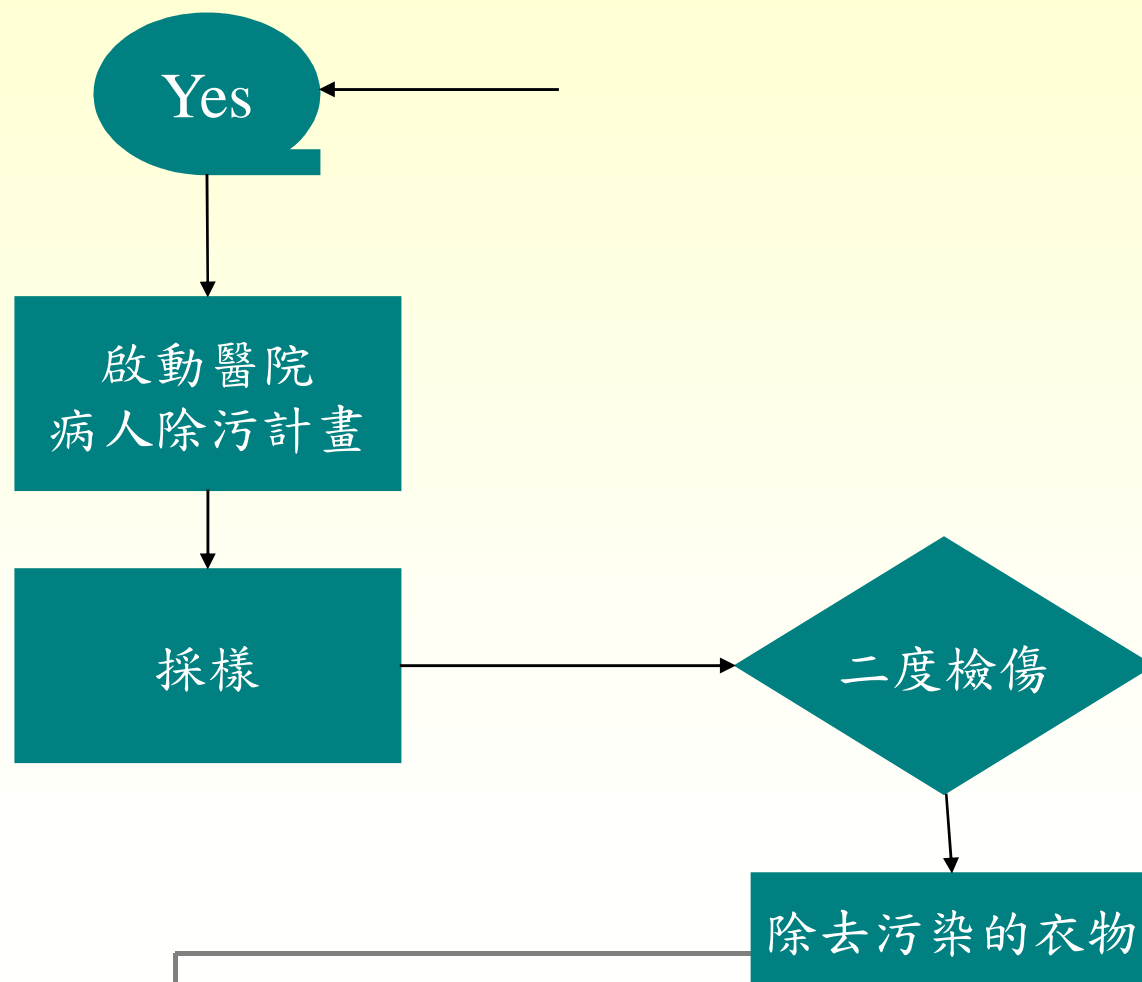 Yes
啟動醫院
病人除污計畫
採樣
二度檢傷
除去污染的衣物